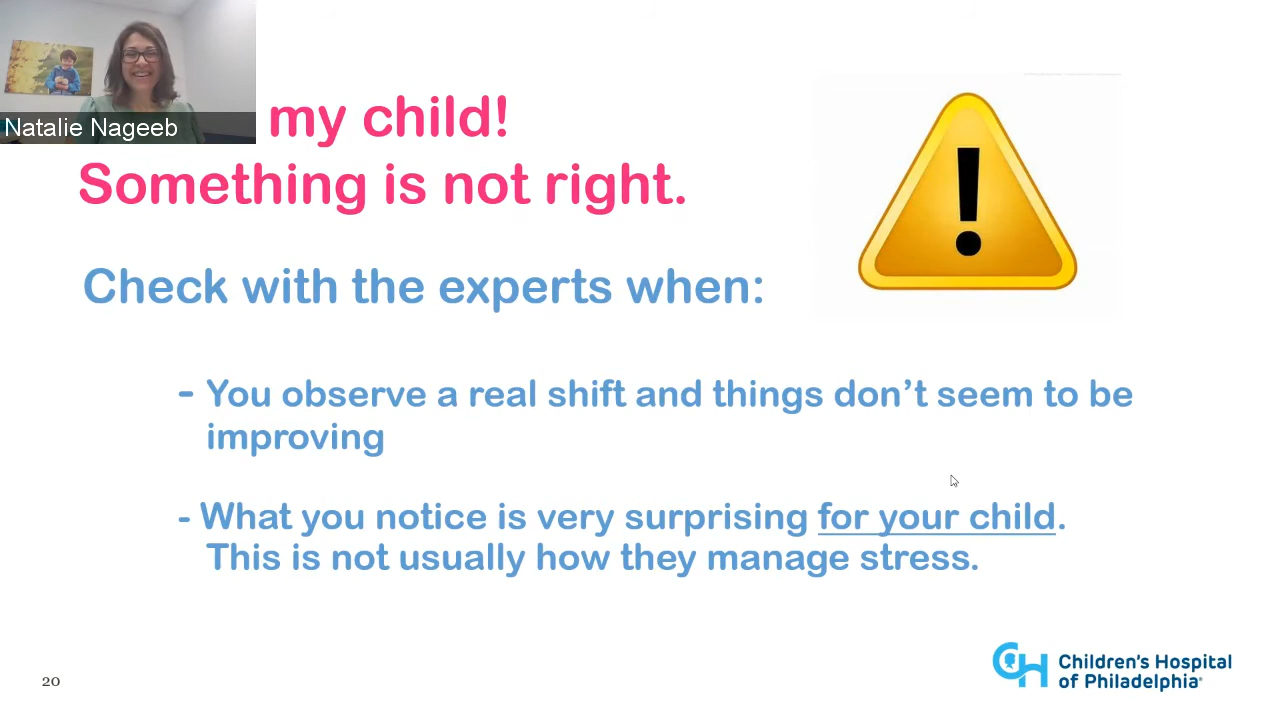 Natalie Nageeb
my child!
Something is not right.
Check with the experts when:
- You observe a real shift and things don’t seem to be
improving
- What you notice is very surprising for your child.
This is not usually how they manage stress.
20
CH
Children's Hospital
of Philadelphia